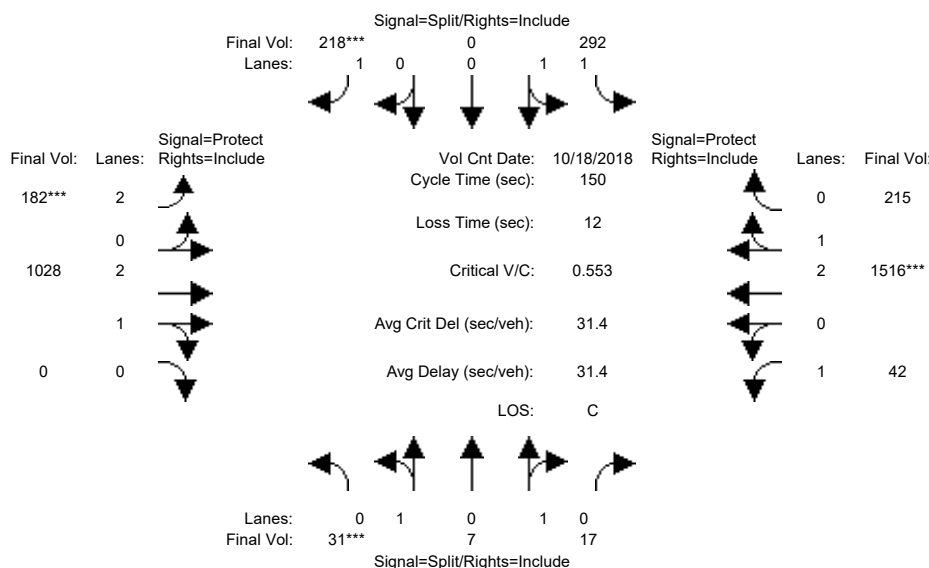 Signal=Split/Rights=Include
Final Vol: 218*** 0 292
Lanes: 1 0 0 1 1
Signal=Protect Signal=Protect
Final Vol: Lanes: Rights=Include Vol Cnt Date: 10/18/2018 Rights=Include Lanes: Final Vol:
Cycle Time (sec): 150
182*** 2 0 215
Loss Time (sec): 12
0 1
1028 2 Critical V/C: 0.553 2 1516***
1 Avg Crit Del (sec/veh): 31.4 0
0 0 Avg Delay (sec/veh): 31.4 1 42
LOS: C
Lanes: 0 1 0 1 0
Final Vol: 31*** 7 17
Signal=Split/Rights=Include